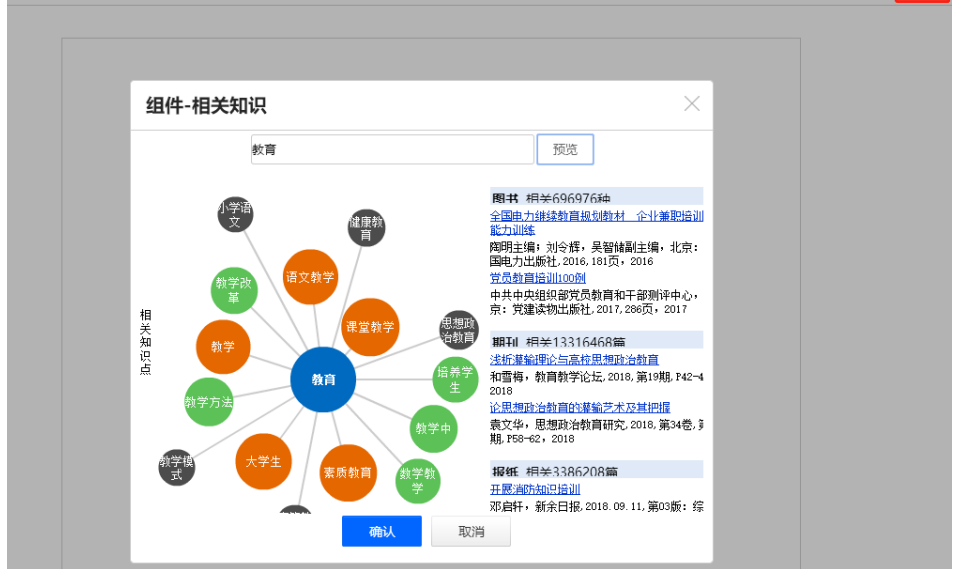 组件-相关知识
教育
预览
小学语
文
健康教
育
语文教学
教学改
革
课堂教学
思想政
治教育
教学
教育
培养学
生
教学方法
教学中
教学模
式
大学生
素质教育
数学教
学
相关知识点
图书 相关696976种
全国电力继续教育规划教材 企业兼职培训
能力训练
陶明主编; 刘令辉, 吴智储副主编, 北京:
国电力出版社, 2016, 181页, 2016
党员教育培训100例
中共中央组织部党员教育和干部测评中心,
京: 党建读物出版社, 2017, 286页, 2017
期刊 相关13316468篇
浅析灌输理论与高校思想政治教育
和雪梅, 教育教学论坛, 2018, 第19期, P42-4
2018
论思想政治教育的灌输艺术及其把握
袁文华, 思想政治教育研究, 2018, 第34卷,
期, P58-62, 2018
报纸 相关3386208篇
开展消防知识培训
邓启轩, 新余日报, 2018.09.11, 第03版: 综
确认
取消